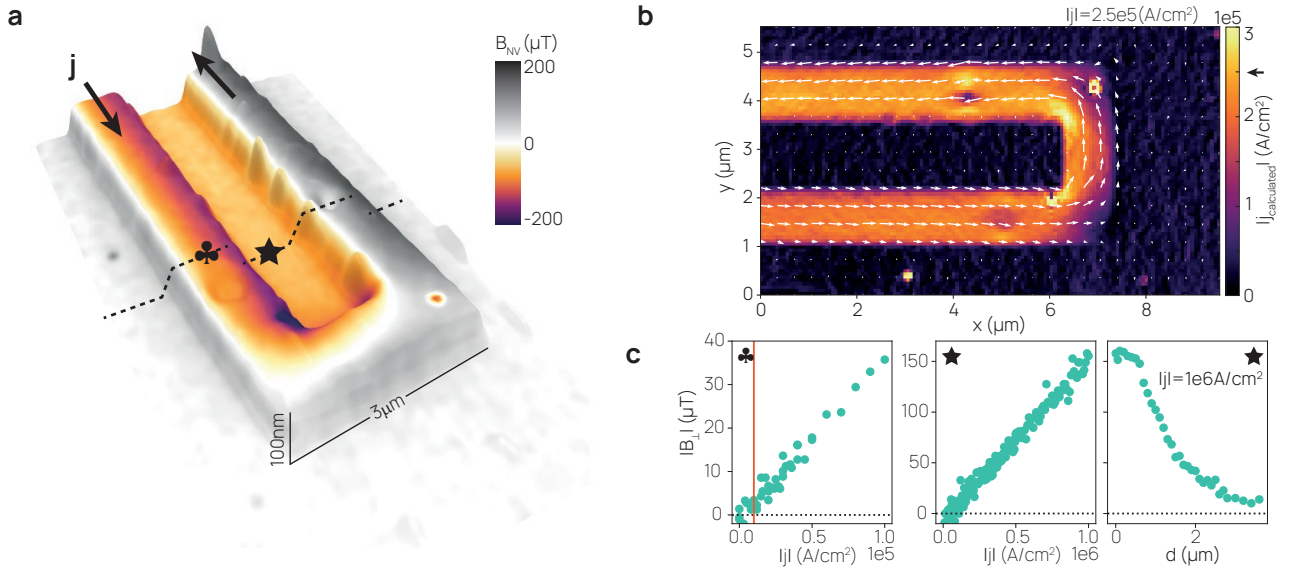 a
B_NV (µT)
200
0
-200
j
♣
★
100nm
3µm
b
|j|=2.5e5(A/cm²)
1e5
5
4
3
2
1
0
y (µm)
0
2
4
6
8
x (µm)
3
2
1
0
|j_calculated| (A/cm²)
c
40
30
20
10
0
|B_⊥| (µT)
♣
0.0
0.5
1.0
|j| (A/cm²)
1e5
150
100
50
0
★
0.0
0.5
1.0
|j| (A/cm²)
1e6
★
|j|=1e6A/cm²
0
2
d (µm)